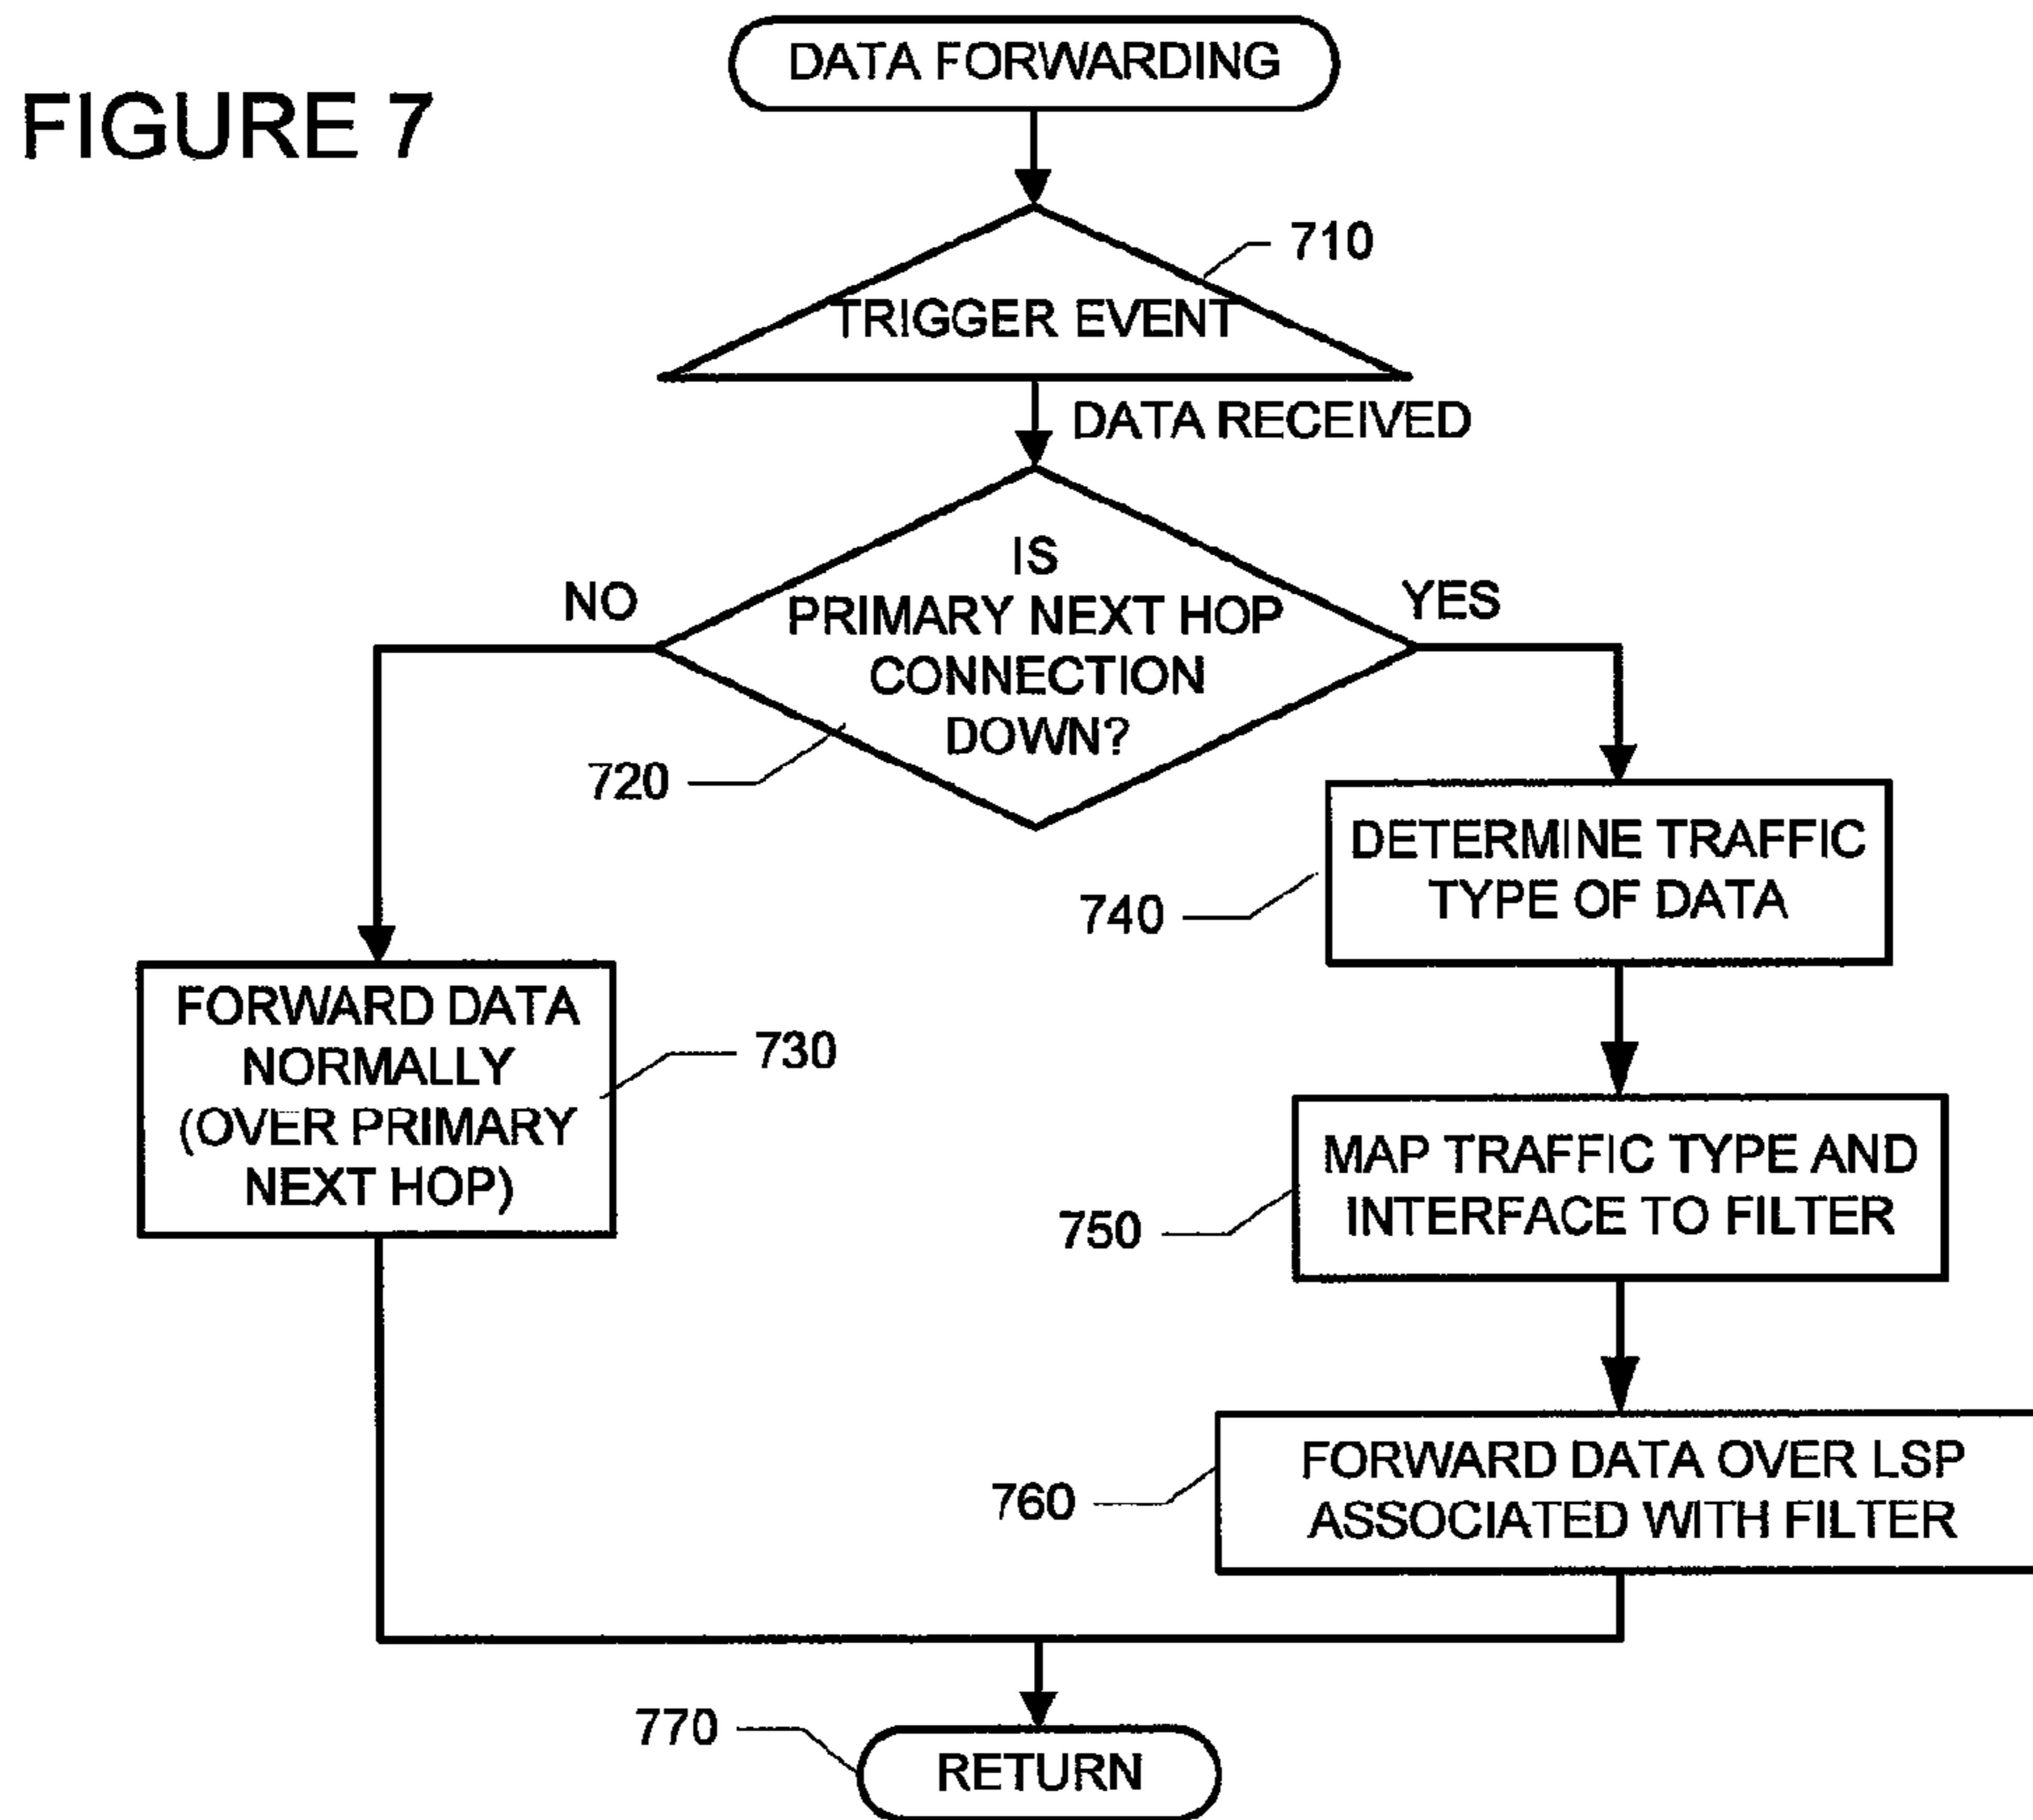 FIGURE 7
DATA FORWARDING
710
TRIGGER EVENT
DATA RECEIVED
IS
PRIMARY NEXT HOP
CONNECTION
DOWN?
NO
YES
720
DETERMINE TRAFFIC
TYPE OF DATA
740
FORWARD DATA
NORMALLY
(OVER PRIMARY
NEXT HOP)
730
MAP TRAFFIC TYPE AND
INTERFACE TO FILTER
750
FORWARD DATA OVER LSP
ASSOCIATED WITH FILTER
760
770
RETURN